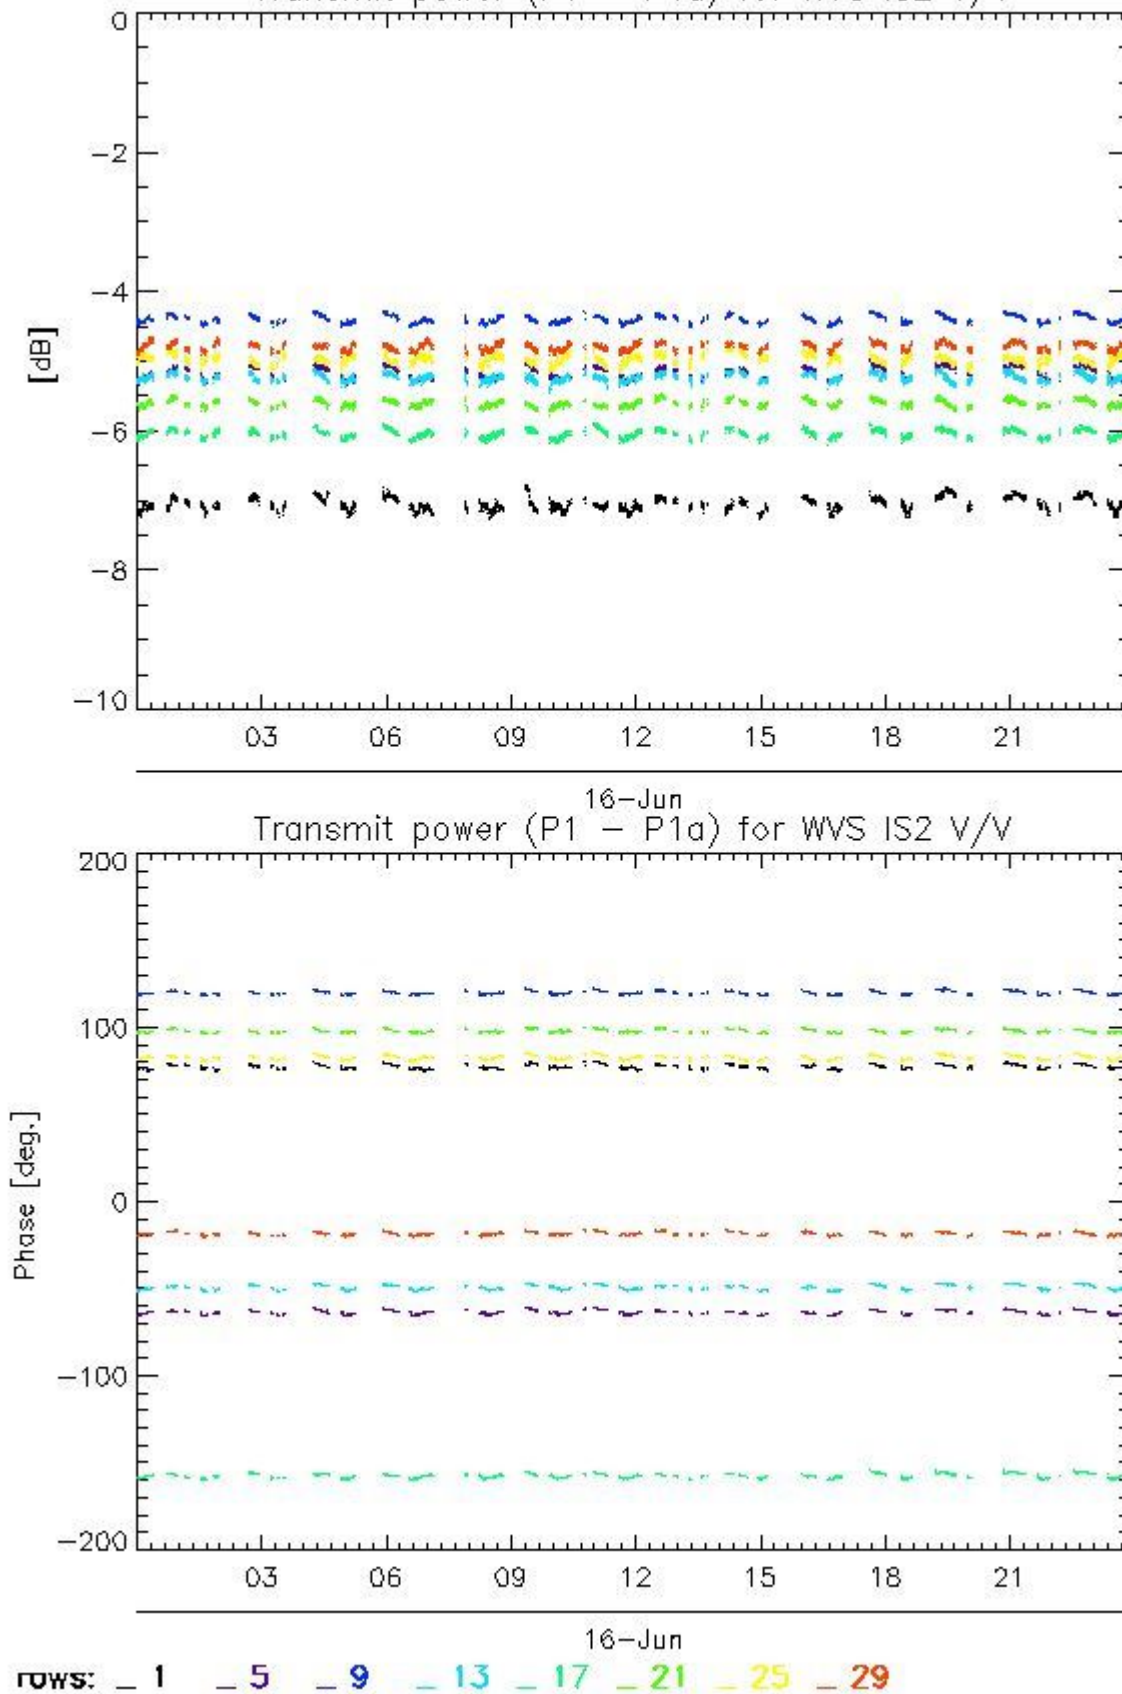 0
−2
−4
[dB]
−6
−8
−10
03 06 09 12 15 18 21
16−Jun
Transmit power (P1 − P1a) for WVS IS2 V/V
200
100
0
Phase [deg.]
−100
−200
03 06 09 12 15 18 21
16−Jun
rows: _ 1 _ 5 _ 9 _ 13 _ 17 _ 21 _ 25 _ 29